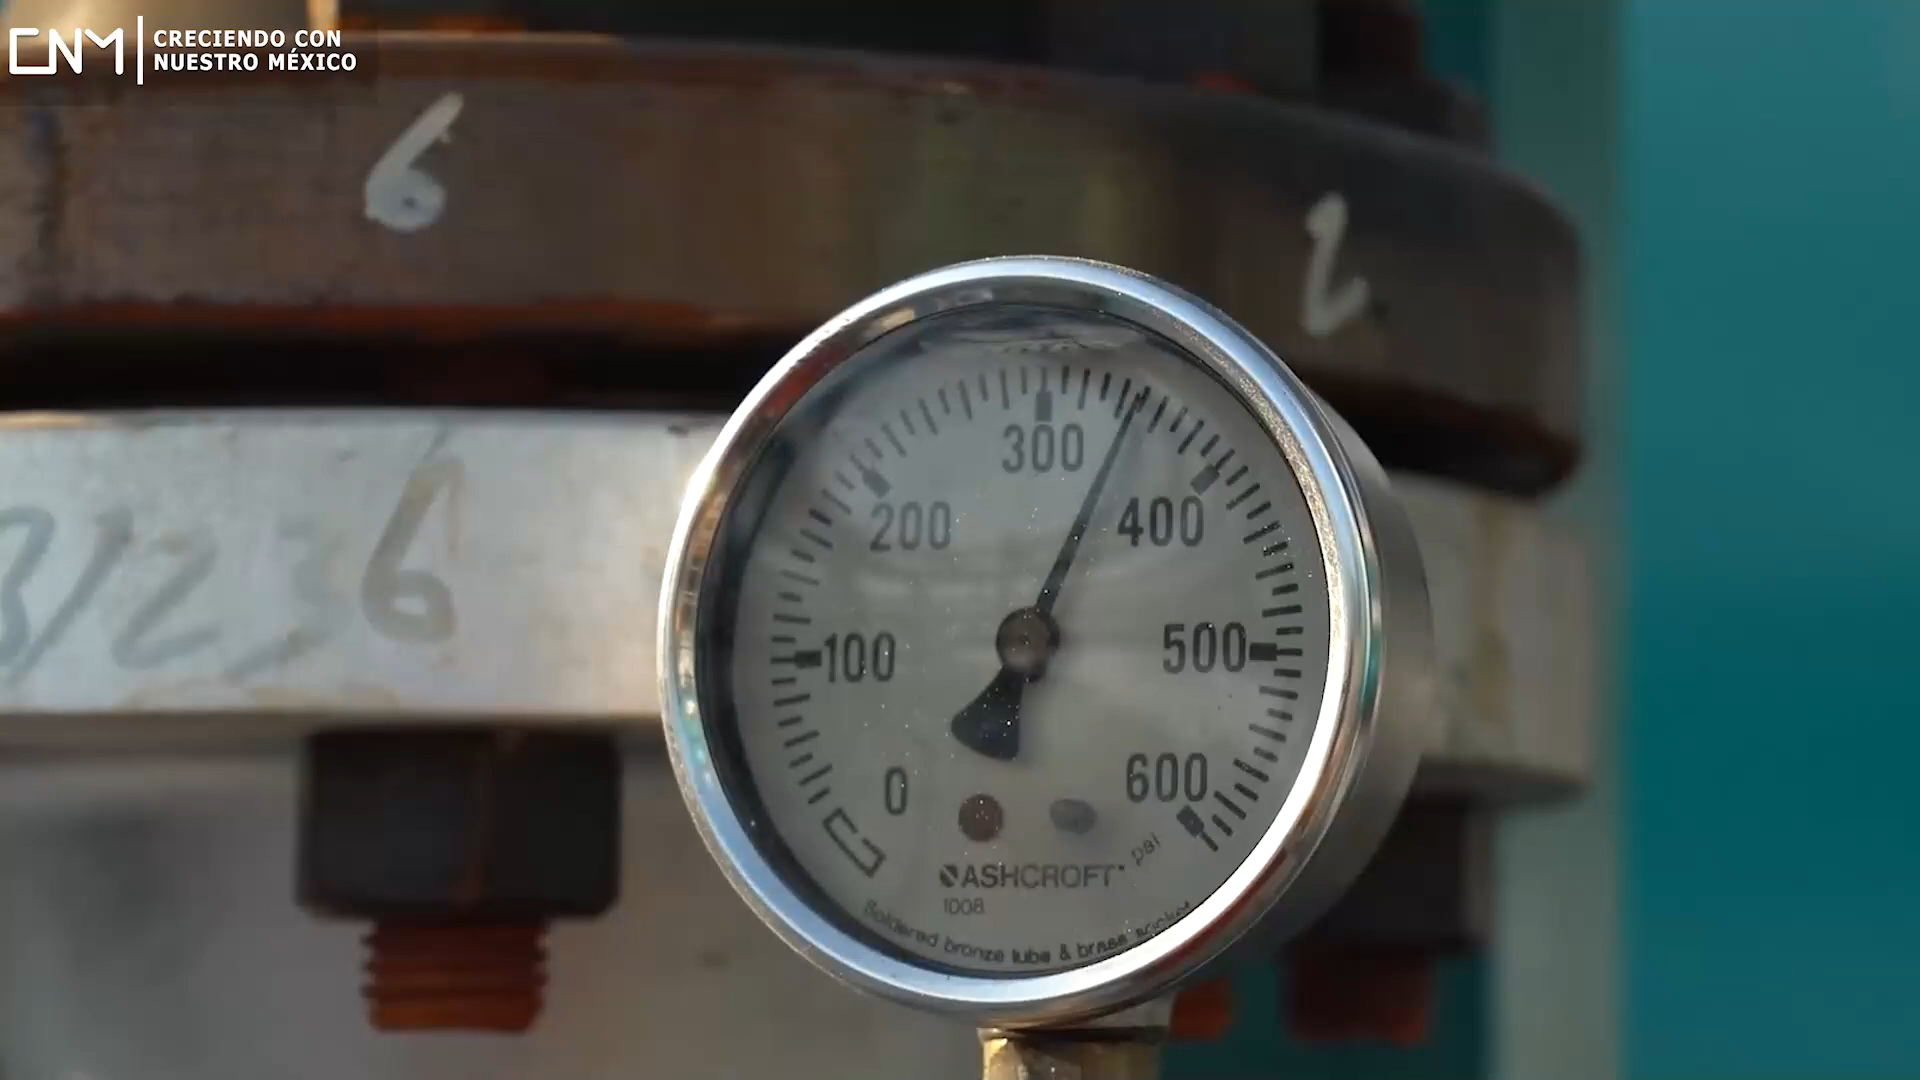 CNM CRECIENDO CON
NUESTRO MÉXICO
6
2
6
300
200
400
100
500
0
600
psi
ASHCROFT
1008
Soldered bronze tube & brass socket